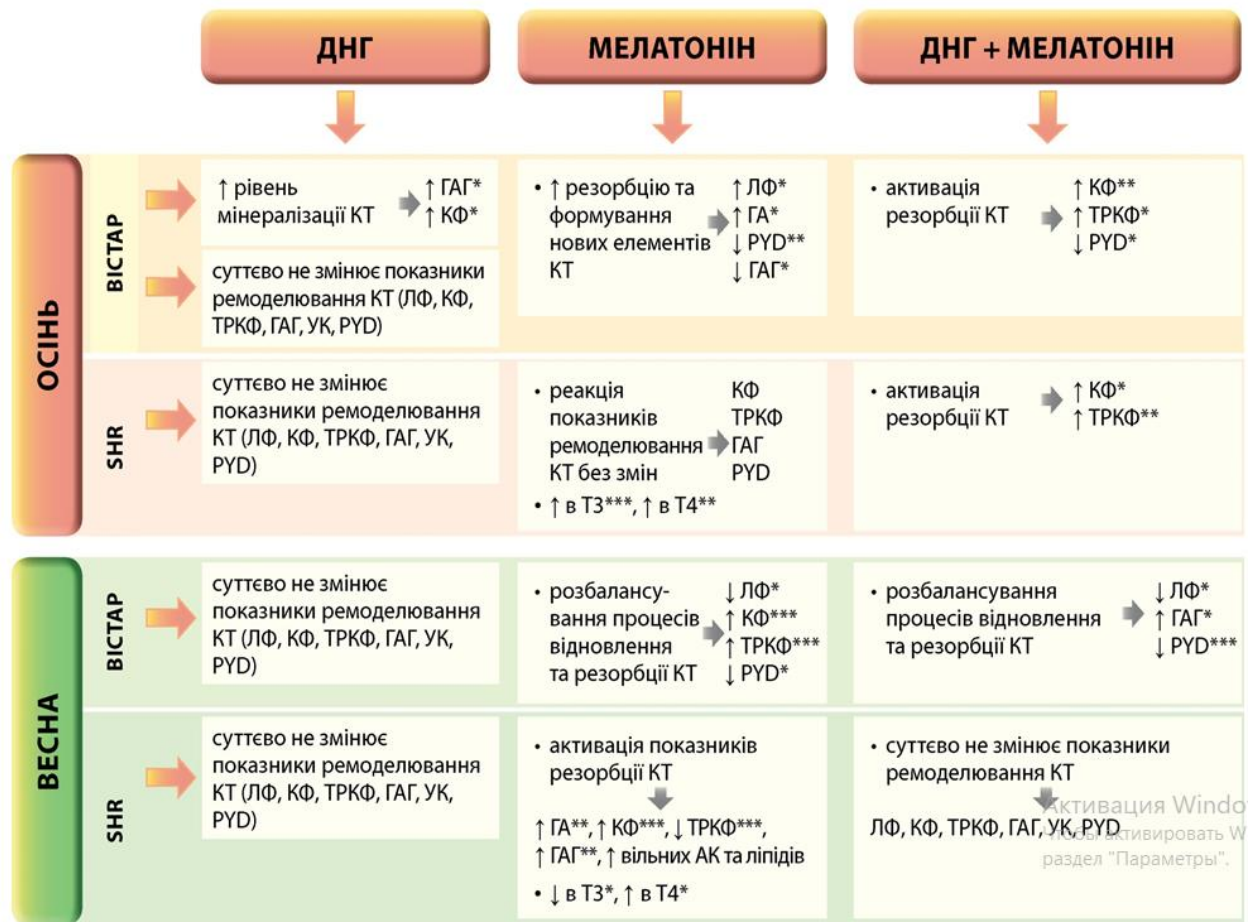 ДНГ
МЕЛАТОНІН
ДНГ + МЕЛАТОНІН
ОСІНЬ
ВІСТАР
↑ рівень
мінералізації КТ
↑ ГАГ*
↑ КФ*
суттєво не змінює показники
ремоделювання КТ (ЛФ, КФ,
ТРКФ, ГАГ, УК, PYD)
• ↑ резорбцію та
формування
нових елементів
КТ
↑ ЛФ*
↑ ГА*
↓ PYD**
↓ ГАГ*
• активація
резорбції КТ
↑ КФ**
↑ ТРКФ*
↓ PYD*
SHR
суттєво не змінює
показники ремоделювання
КТ (ЛФ, КФ, ТРКФ, ГАГ, УК,
PYD)
• реакція
показників
ремоделювання
КТ без змін
КФ
ТРКФ
ГАГ
PYD
• ↑ в Т3***, ↑ в Т4**
• активація
резорбції КТ
↑ КФ*
↑ ТРКФ**
ВЕСНА
ВІСТАР
суттєво не змінює
показники ремоделювання
КТ (ЛФ, КФ, ТРКФ, ГАГ, УК,
PYD)
• розбалансу-
вання процесів
відновлення
та резорбції КТ
↓ ЛФ*
↑ КФ***
↑ ТРКФ***
↓ PYD*
• розбалансування
процесів відновлення
та резорбції КТ
↓ ЛФ*
↑ ГАГ*
↓ PYD***
SHR
суттєво не змінює
показники ремоделювання
КТ (ЛФ, КФ, ТРКФ, ГАГ, УК,
PYD)
• активація показників
резорбції КТ
↑ ГА**, ↑ КФ***, ↓ ТРКФ***,
↑ ГАГ**, ↑ вільних АК та ліпідів
• ↓ в Т3*, ↑ в Т4*
• суттєво не змінює показники
ремоделювання КТ
ЛФ, КФ, ТРКФ, ГАГ, УК, PYD
Активация Windo
Чтобы активировать W
раздел "Параметры".